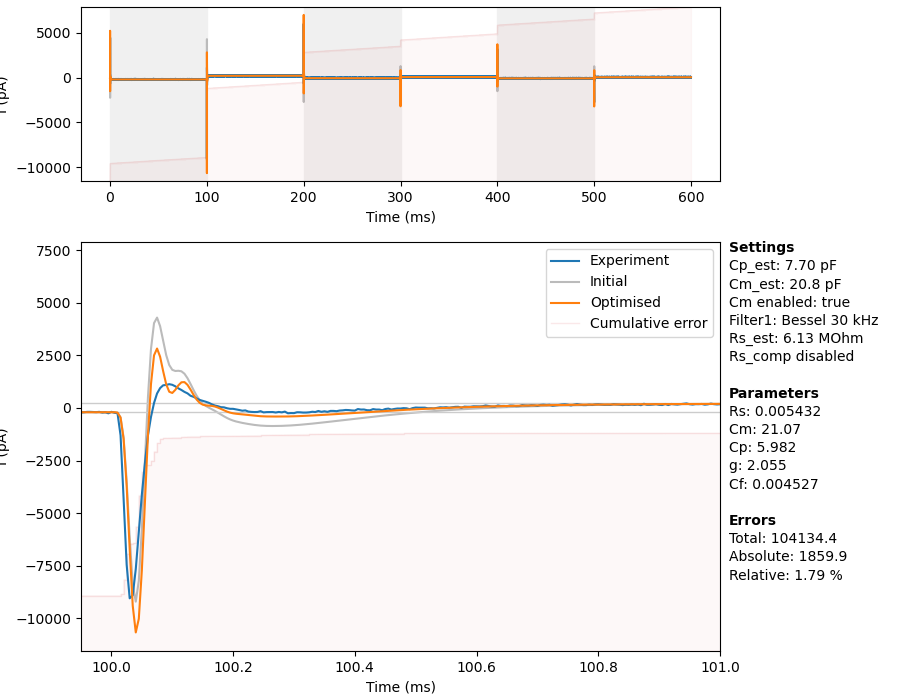 5000
0
−5000
−10000
I (pA)
0 100 200 300 400 500 600
Time (ms)
7500
5000
2500
0
−2500
−5000
−7500
−10000
I (pA)
100.0 100.2 100.4 100.6 100.8 101.0
Time (ms)
Experiment
Initial
Optimised
Cumulative error
Settings
Cp_est: 7.70 pF
Cm_est: 20.8 pF
Cm enabled: true
Filter1: Bessel 30 kHz
Rs_est: 6.13 MOhm
Rs_comp disabled
Parameters
Rs: 0.005432
Cm: 21.07
Cp: 5.982
g: 2.055
Cf: 0.004527
Errors
Total: 104134.4
Absolute: 1859.9
Relative: 1.79 %